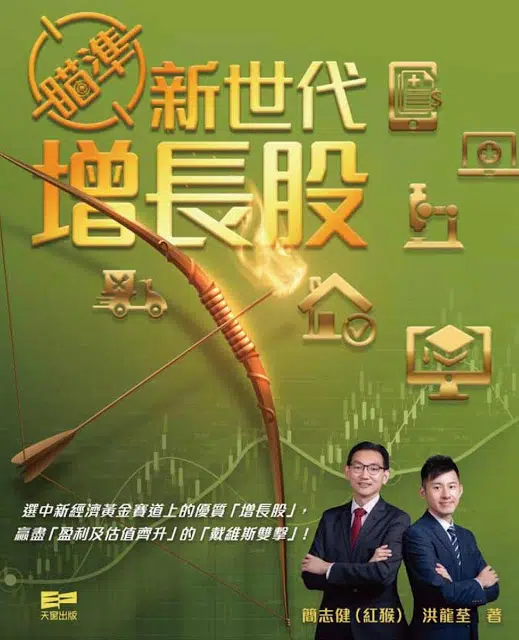 瞄準
新世代
增長股
選中新經濟黃金賽道上的優質「增長股」，
贏盡「盈利及估值齊升」的「戴維斯雙擊」！
簡志健（紅猴） 洪龍荃 著
天窗出版